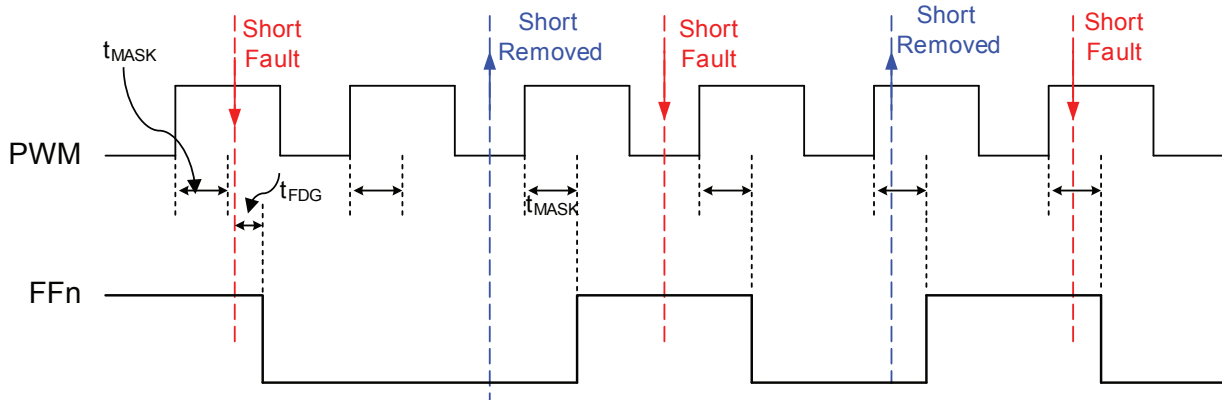 Short
Fault
Short
Removed
Short
Fault
Short
Removed
Short
Fault
tMASK
PWM
tFDG
tMASK
FFn